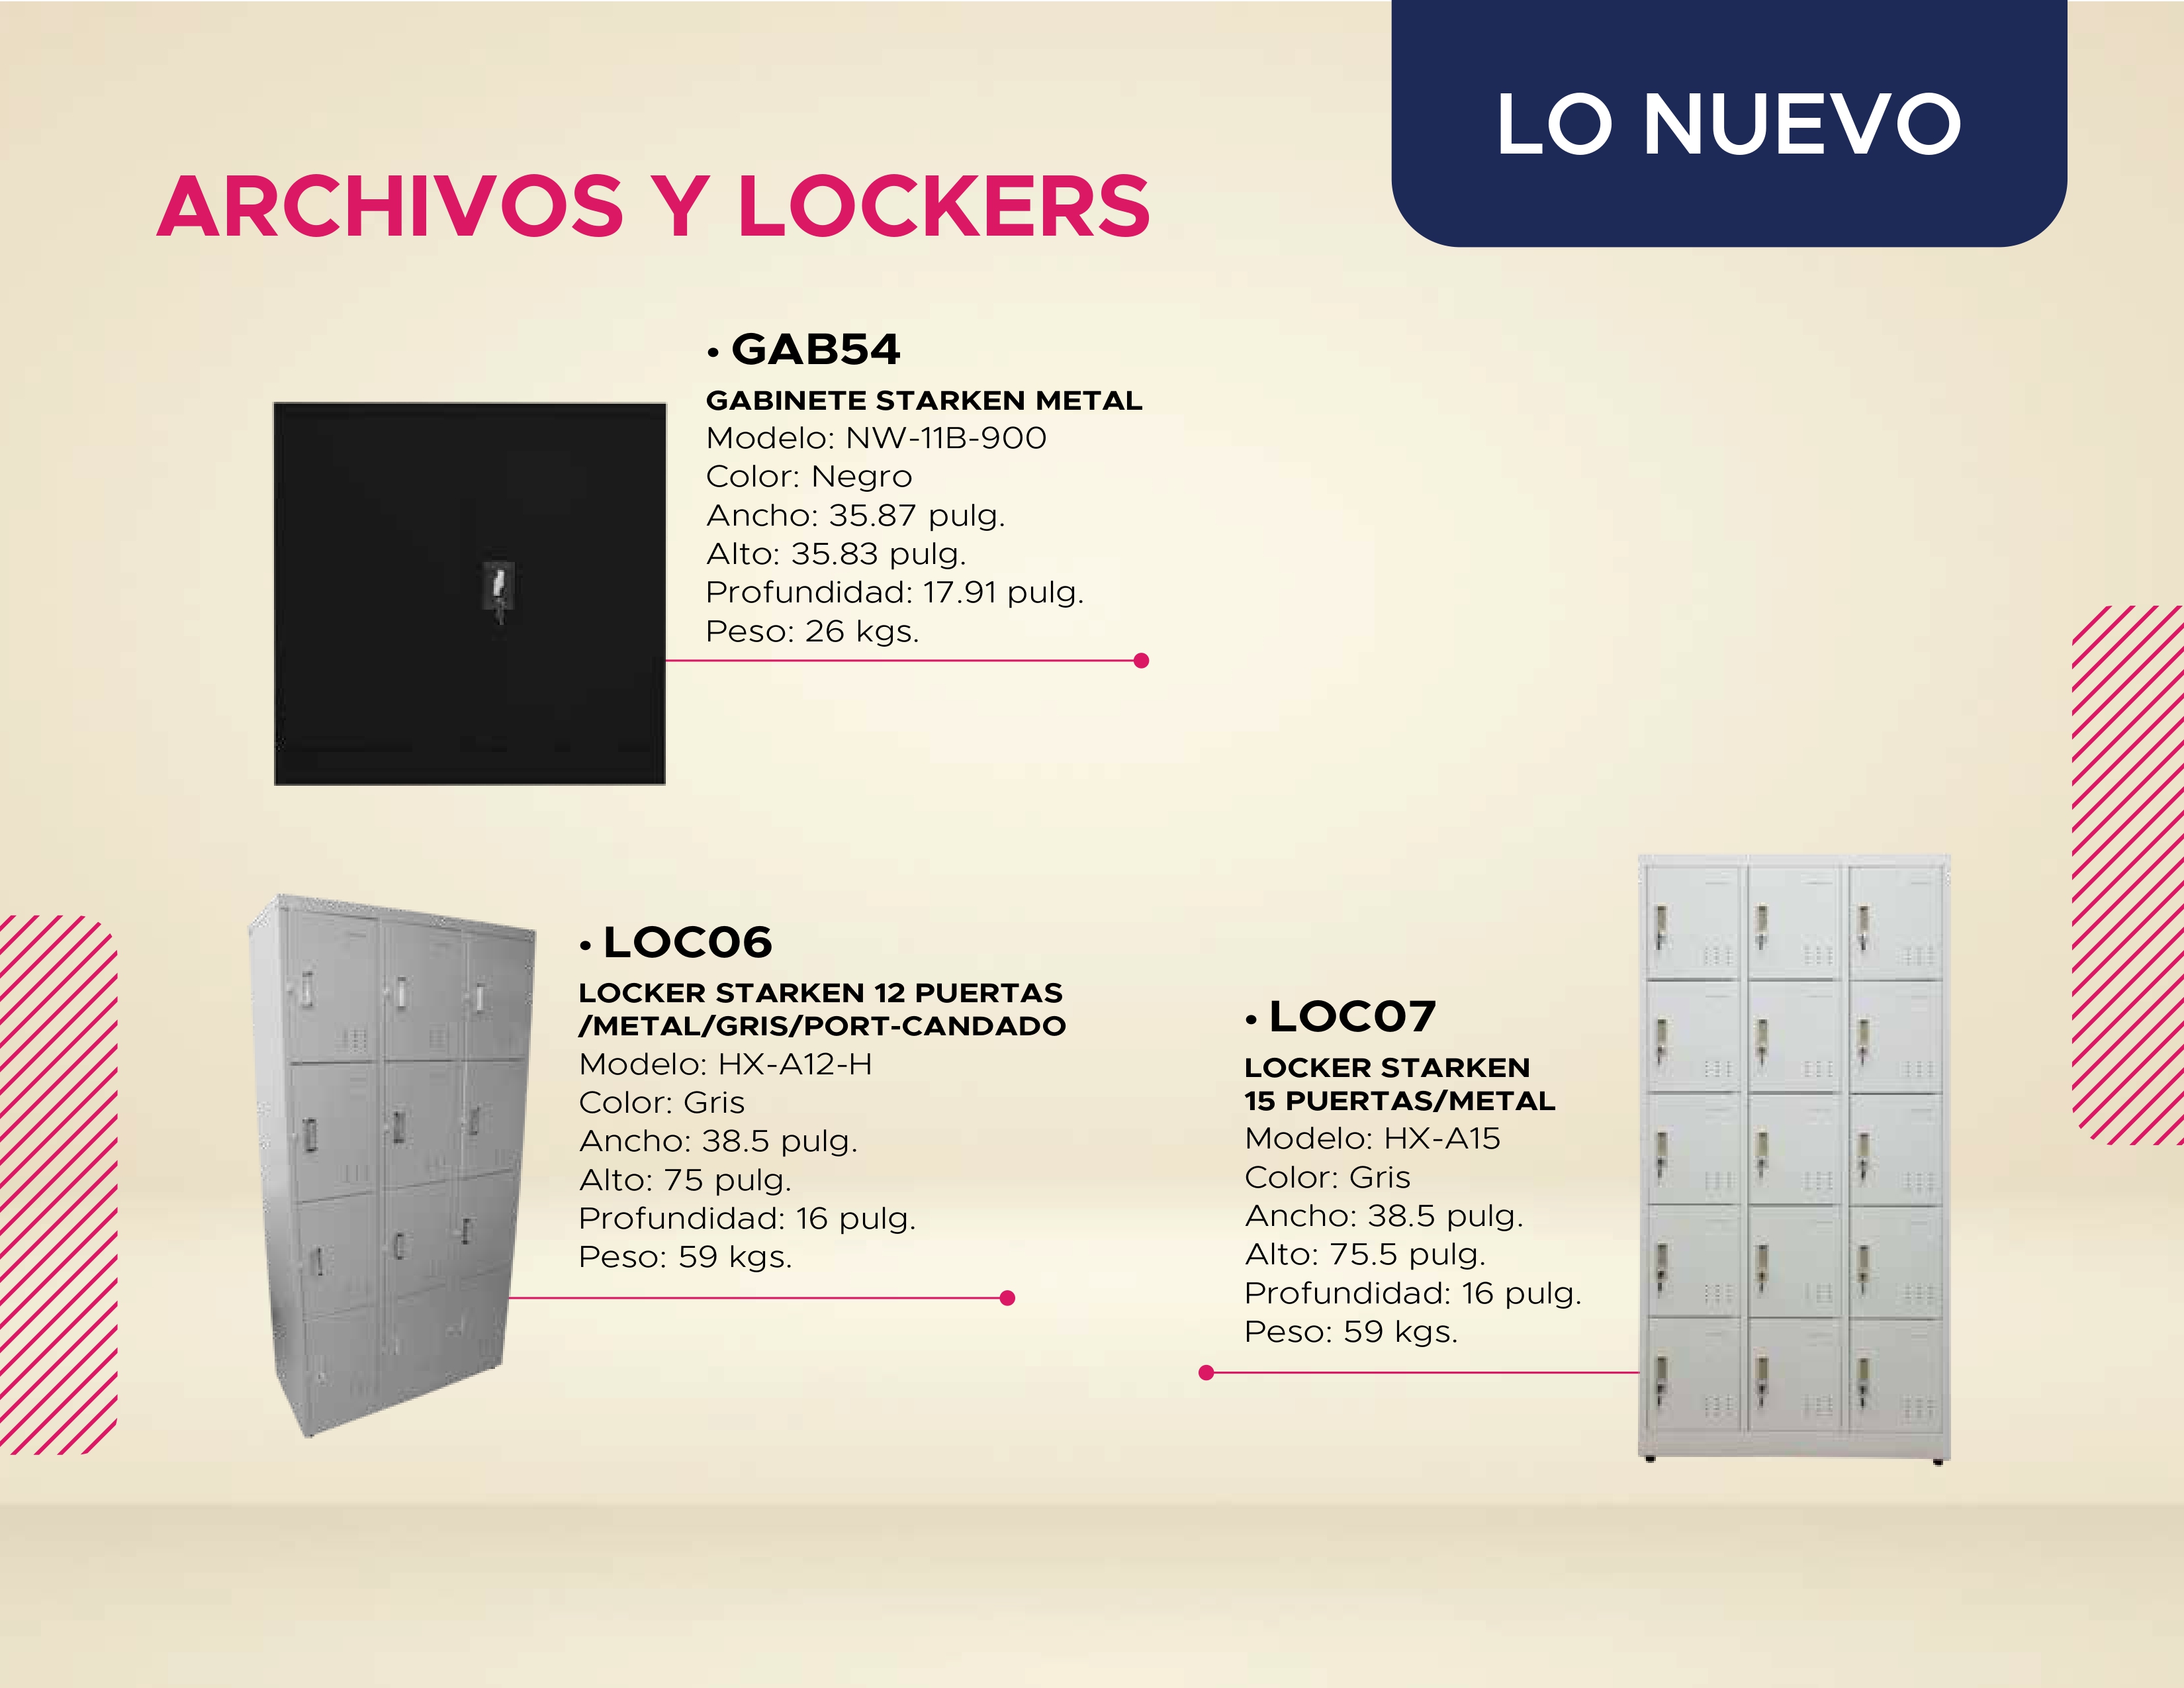 LO NUEVO
ARCHIVOS Y LOCKERS
• GAB54
GABINETE STARKEN METAL
Modelo: NW-11B-900
Color: Negro
Ancho: 35.87 pulg.
Alto: 35.83 pulg.
Profundidad: 17.91 pulg.
Peso: 26 kgs.
• LOC06
LOCKER STARKEN 12 PUERTAS
/METAL/GRIS/PORT-CANDADO
Modelo: HX-A12-H
Color: Gris
Ancho: 38.5 pulg.
Alto: 75 pulg.
Profundidad: 16 pulg.
Peso: 59 kgs.
• LOC07
LOCKER STARKEN
15 PUERTAS/METAL
Modelo: HX-A15
Color: Gris
Ancho: 38.5 pulg.
Alto: 75.5 pulg.
Profundidad: 16 pulg.
Peso: 59 kgs.